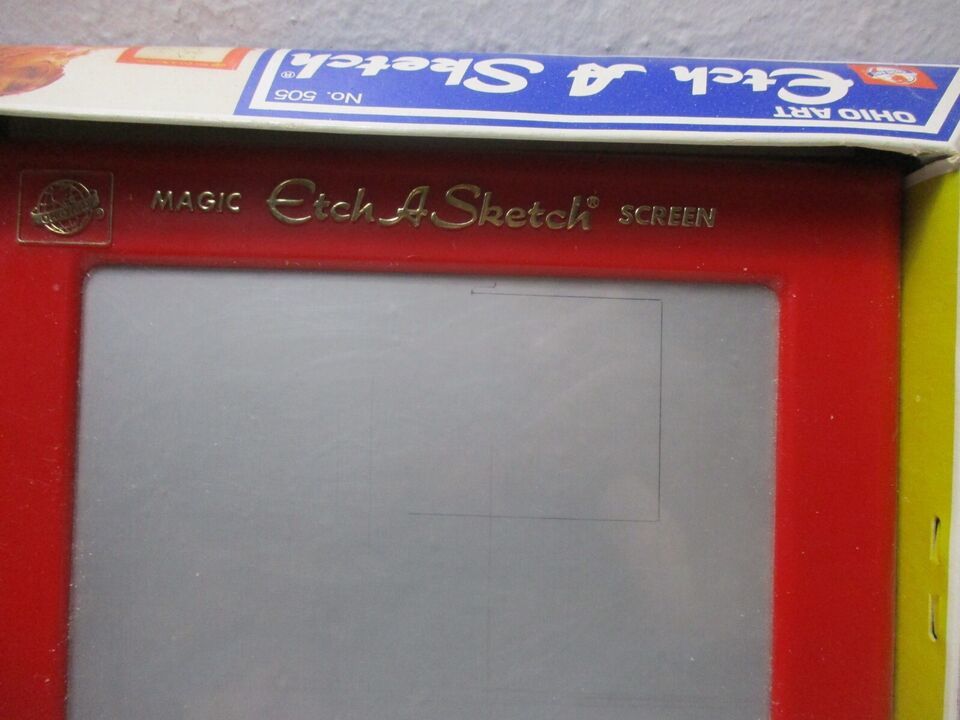 OHIO ART
Etch A Sketch®
No. 505
MAGIC Etch A Sketch® SCREEN